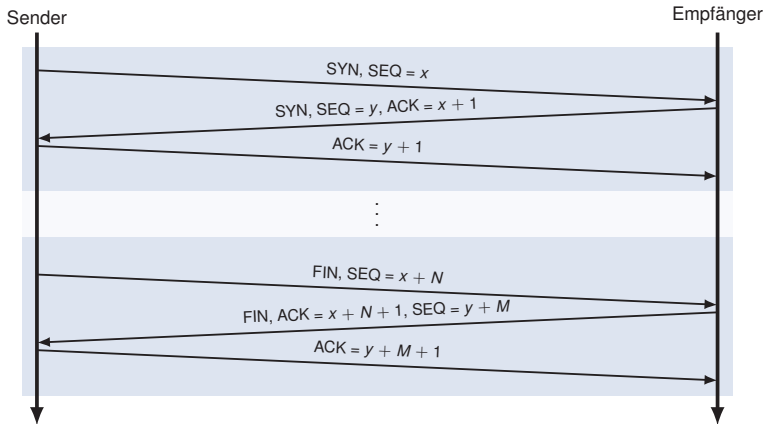 Sender
Empfänger
SYN, SEQ = x
SYN, SEQ = y, ACK = x + 1
ACK = y + 1
⋮
FIN, SEQ = x + N
FIN, ACK = x + N + 1, SEQ = y + M
ACK = y + M + 1